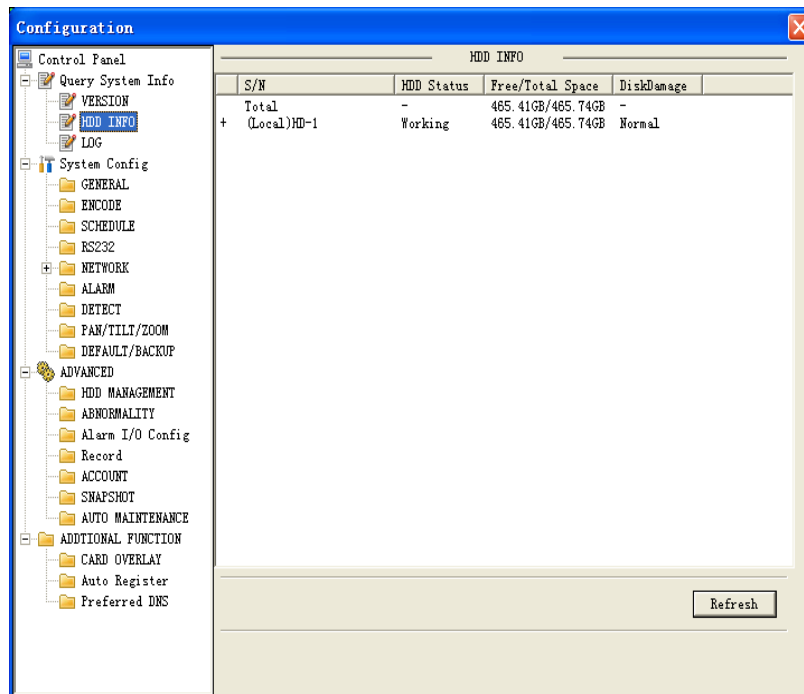 Configuration
Control Panel
Query System Info
VERSION
HDD INFO
LOG
System Config
GENERAL
ENCODE
SCHEDULE
RS232
NETWORK
ALARM
DETECT
PAN/TILT/ZOOM
DEFAULT/BACKUP
ADVANCED
HDD MANAGEMENT
ABNORMALITY
Alarm I/O Config
Record
ACCOUNT
SNAPSHOT
AUTO MAINTENANCE
ADDTIONAL FUNCTION
CARD OVERLAY
Auto Register
Preferred DNS
HDD INFO
S/N HDD Status Free/Total Space DiskDamage
Total - 465.41GB/465.74GB -
+ (Local)HD-1 Working 465.41GB/465.74GB Normal
Refresh